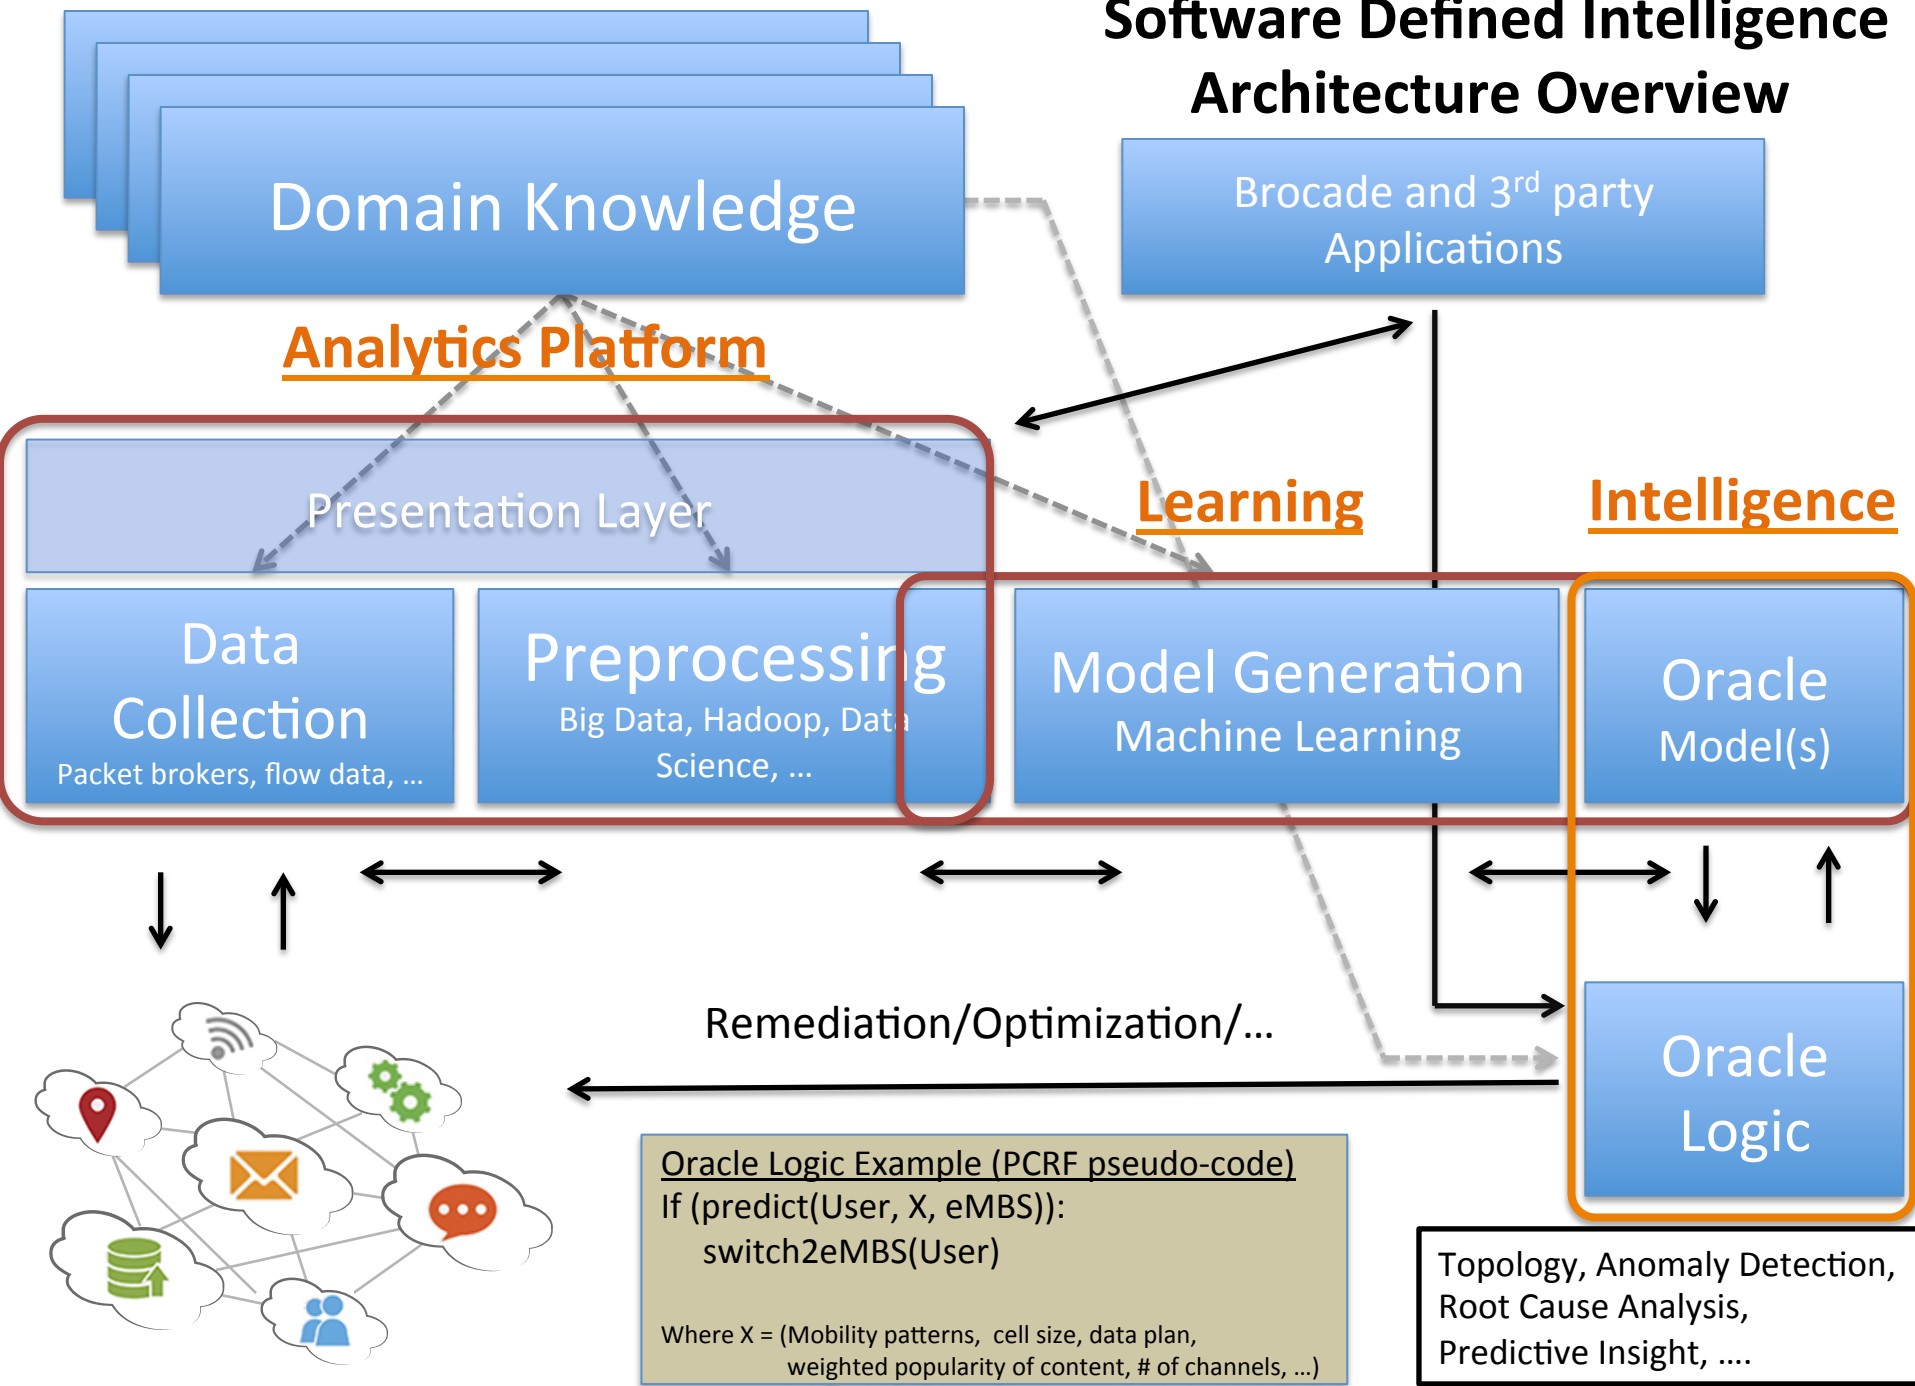 Software Defined Intelligence
Architecture Overview
Domain Knowledge
Brocade and 3rd party
Applications
Analytics Platform
Presentation Layer
Learning
Intelligence
Data
Collection
Packet brokers, flow data, ...
Preprocessing
Big Data, Hadoop, Data
Science, ...
Model Generation
Machine Learning
Oracle
Model(s)
Remediation/Optimization/...
Oracle
Logic
Oracle Logic Example (PCRF pseudo-code)
If (predict(User, X, eMBS)):
switch2eMBS(User)
Where X = (Mobility patterns, cell size, data plan,
weighted popularity of content, # of channels, ...)
Topology, Anomaly Detection,
Root Cause Analysis,
Predictive Insight, ....